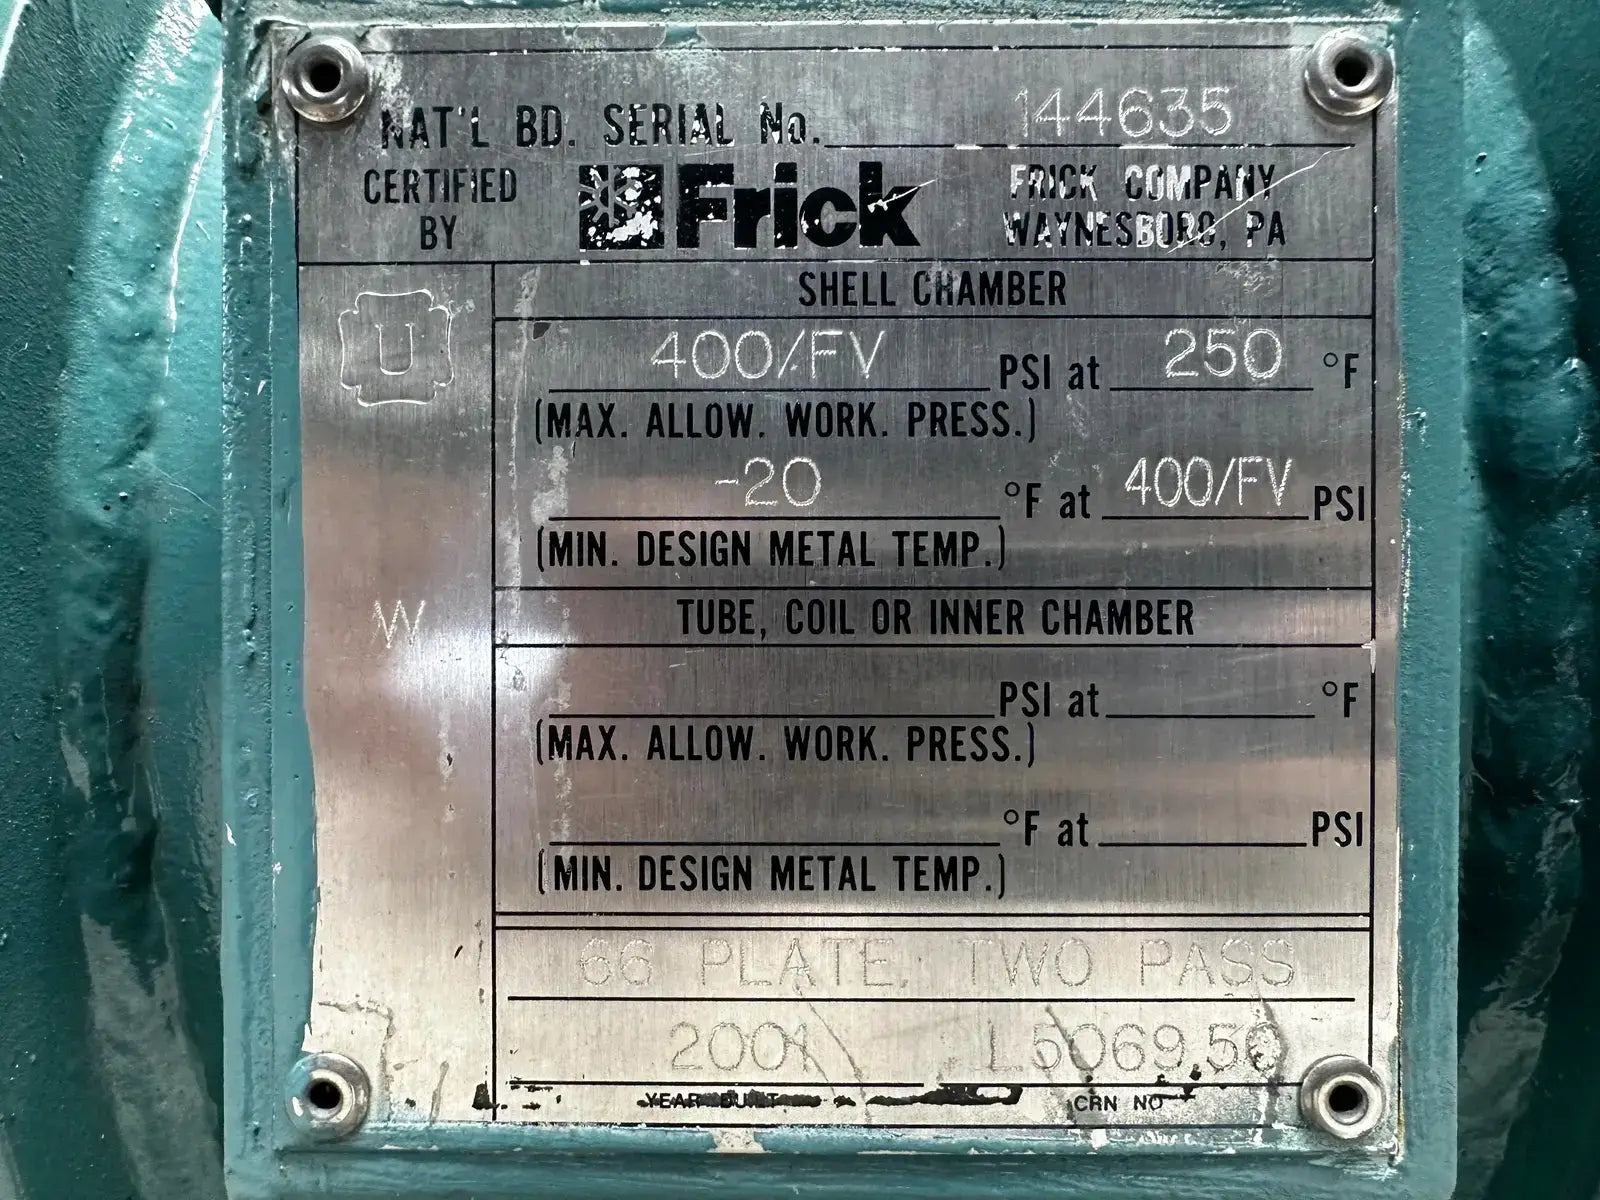 NAT'L BD. SERIAL No. 144635
CERTIFIED BY
Frick
FRICK COMPANY
WAYNESBORO, PA
U
W
SHELL CHAMBER
400/FV PSI at 250 °F
(MAX. ALLOW. WORK. PRESS.)
-20 °F at 400/FV PSI
(MIN. DESIGN METAL TEMP.)
TUBE, COIL OR INNER CHAMBER
PSI at °F
(MAX. ALLOW. WORK. PRESS.)
°F at PSI
(MIN. DESIGN METAL TEMP.)
66 PLATE, TWO PASS
2001
YEAR BUILT
CRN NO